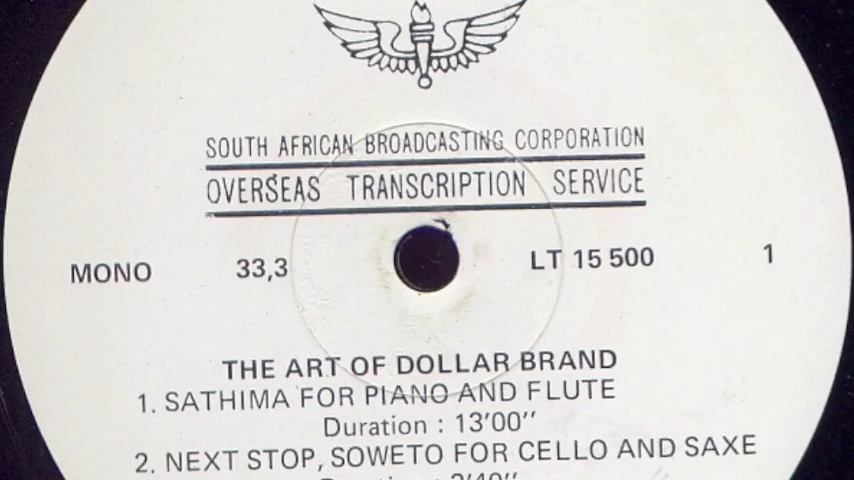 SOUTH AFRICAN BROADCASTING CORPORATION
OVERSEAS TRANSCRIPTION SERVICE
MONO 33,3 LT 15 500 1
THE ART OF DOLLAR BRAND
1. SATHIMA FOR PIANO AND FLUTE
Duration : 13'00''
2. NEXT STOP, SOWETO FOR CELLO AND SAXE